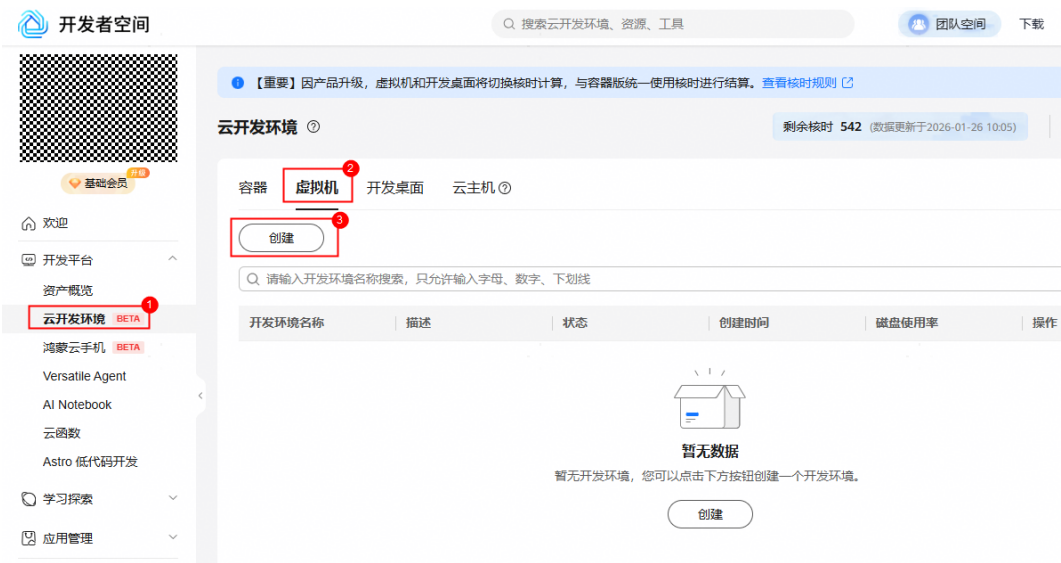 开发者空间
搜索云开发环境、资源、工具
团队空间
下载
升级
基础会员
欢迎
开发平台
资产概览
1
云开发环境 BETA
鸿蒙云手机 BETA
Versatile Agent
AI Notebook
云函数
Astro 低代码开发
学习探索
应用管理
【重要】因产品升级，虚拟机和开发桌面将切换核时计算，与容器版统一使用核时进行结算。查看核时规则
云开发环境
剩余核时 542 (数据更新于2026-01-26 10:05)
2
容器 虚拟机 开发桌面 云主机
3
创建
请输入开发环境名称搜索，只允许输入字母、数字、下划线
开发环境名称 描述 状态 创建时间 磁盘使用率 操作
暂无数据
暂无开发环境，您可以点击下方按钮创建一个开发环境。
创建